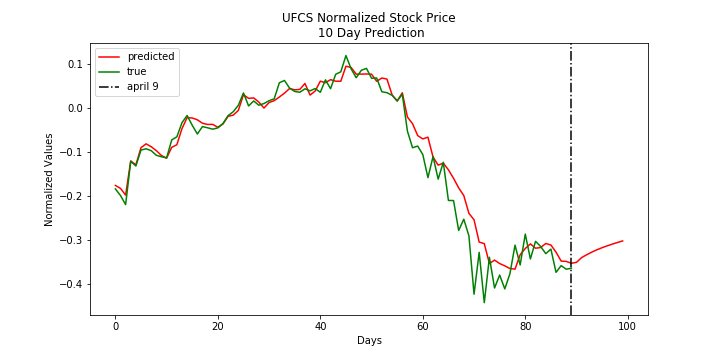 UFCS Normalized Stock Price
10 Day Prediction
predicted
true
april 9
Normalized Values
0.1
0.0
−0.1
−0.2
−0.3
−0.4
0 20 40 60 80 100
Days